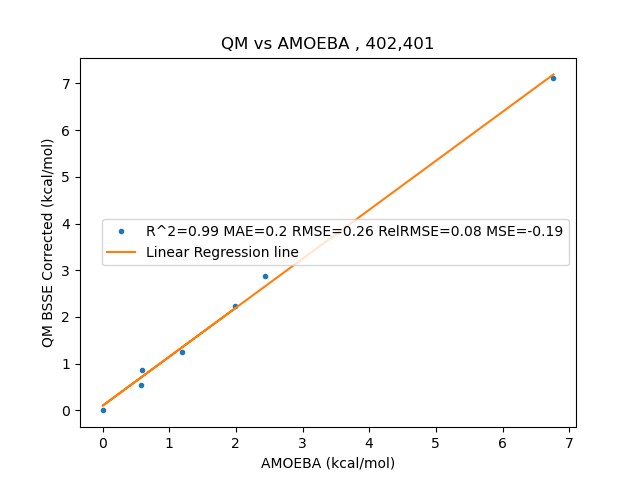 QM vs AMOEBA , 402,401
7
6
5
4
3
2
1
0
QM BSSE Corrected (kcal/mol)
R^2=0.99 MAE=0.2 RMSE=0.26 RelRMSE=0.08 MSE=-0.19
Linear Regression line
0 1 2 3 4 5 6 7
AMOEBA (kcal/mol)